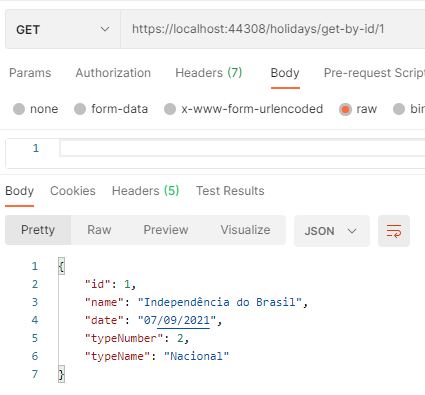 GET https://localhost:44308/holidays/get-by-id/1
Params Authorization Headers (7) Body Pre-request Script
none form-data x-www-form-urlencoded raw bin
1
Body Cookies Headers (5) Test Results
Pretty Raw Preview Visualize JSON
1 {
2 "id": 1,
3 "name": "Independência do Brasil",
4 "date": "07/09/2021",
5 "typeNumber": 2,
6 "typeName": "Nacional"
7 }